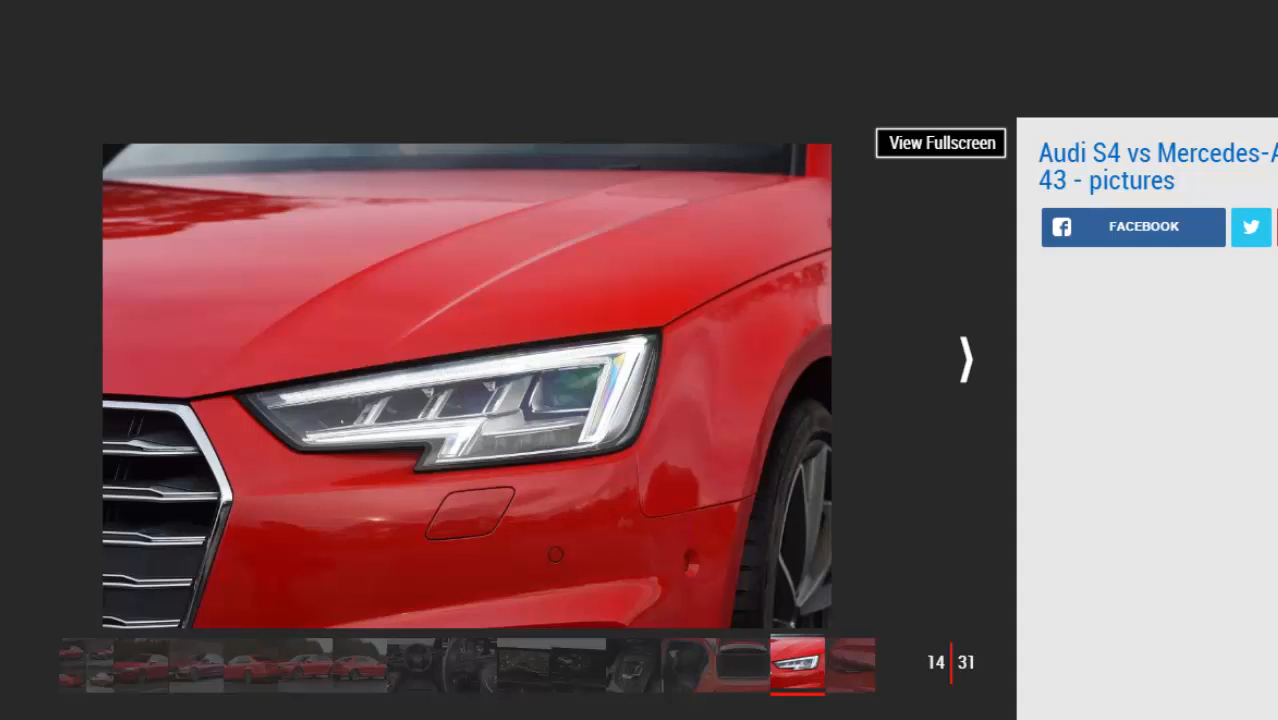 View Fullscreen
Audi S4 vs Mercedes-A
43 - pictures
FACEBOOK
14 31